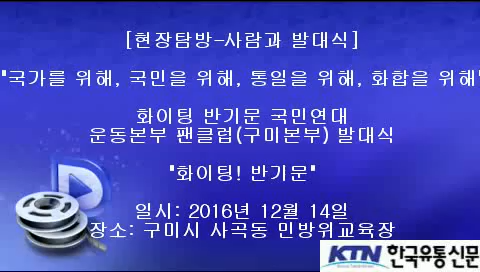 [현장탐방-사람과 발대식]
"국가를 위해, 국민을 위해, 통일을 위해, 화합을 위해"
화이팅 반기문 국민연대
운동본부 팬클럽(구미본부) 발대식
"화이팅! 반기문"
일시: 2016년 12월 14일
장소: 구미시 사곡동 민방위교육장
KTN 한국유통신문